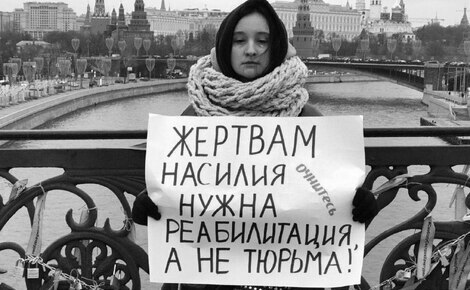 ЖЕРТВАМ
НАСИЛИЯ
ОЧНИТЕСЬ
НУЖНА
РЕАБИЛИТАЦИЯ,
А НЕ ТЮРЬМА!